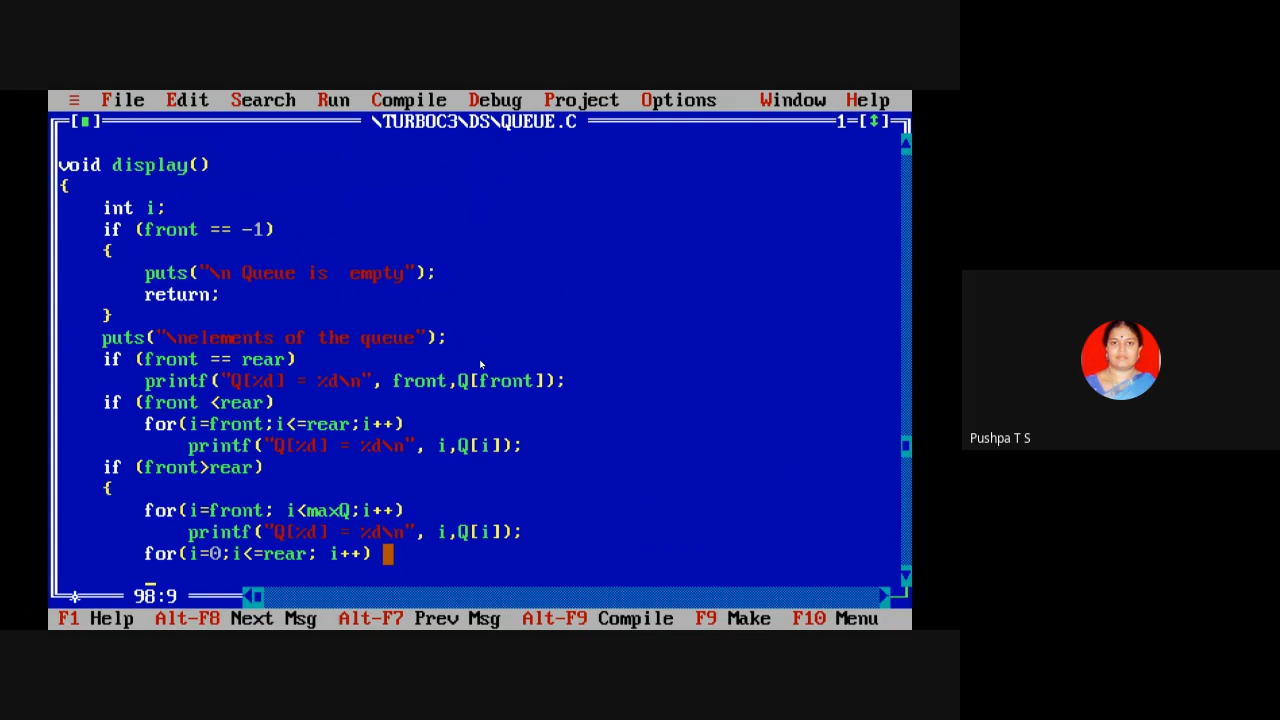 ≡ File Edit Search Run Compile Debug Project Options Window Help
[■] \TURBOC3\DS\QUEUE.C 1=[↕]
void display()
{
int i;
if (front == -1)
{
puts("\n Queue is  empty");
return;
}
puts("\nelements of the queue");
if (front == rear)
printf("Q[%d] = %d\n", front,Q[front]);
if (front <rear)
for(i=front;i<=rear;i++)
printf("Q[%d] = %d\n", i,Q[i]);
if (front>rear)
{
for(i=front; i<maxQ;i++)
printf("Q[%d] = %d\n", i,Q[i]);
for(i=0;i<=rear; i++)
98:9
F1 Help Alt-F8 Next Msg Alt-F7 Prev Msg Alt-F9 Compile F9 Make F10 Menu
Pushpa T S